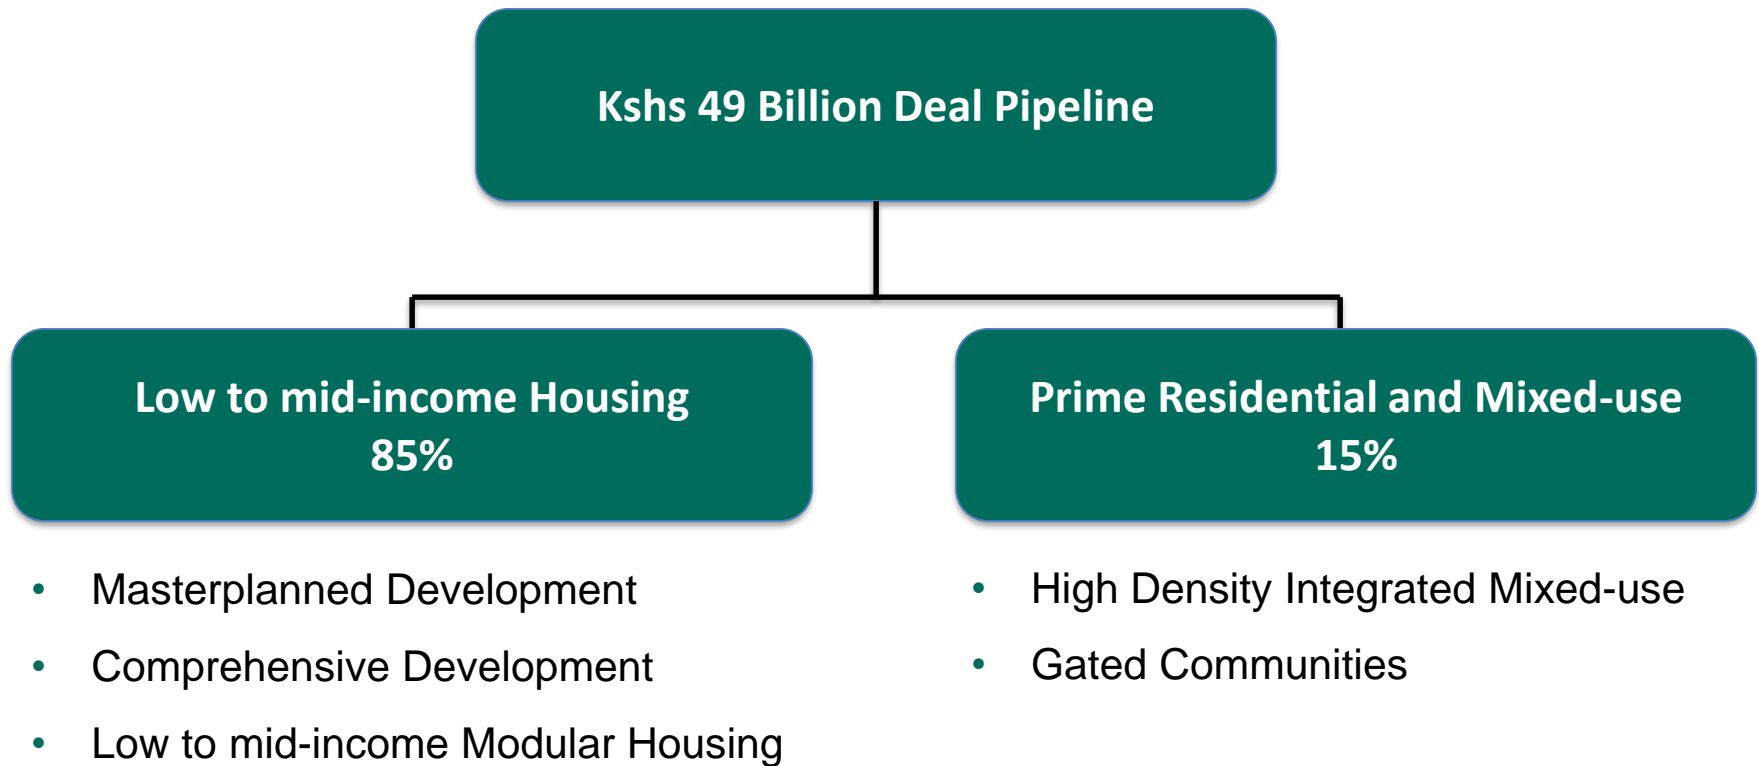 Kshs 49 Billion Deal Pipeline
Low to mid-income Housing
85%
• Masterplanned Development
• Comprehensive Development
• Low to mid-income Modular Housing
Prime Residential and Mixed-use
15%
• High Density Integrated Mixed-use
• Gated Communities